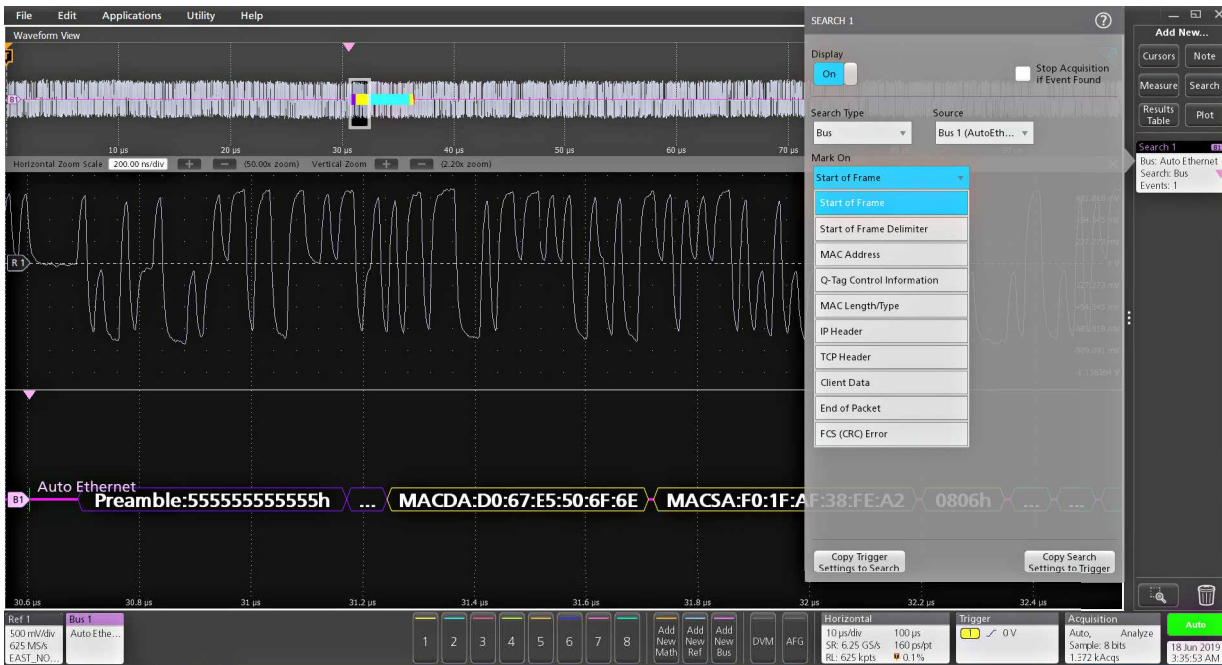 File Edit Applications Utility Help
Waveform View
SEARCH 1
?
Add New...
Cursors Note
Measure Search
Results Table Plot
Search 1 B1
Bus: Auto Ethernet
Search: Bus
Events: 1
Display
On
Stop Acquisition
if Event Found
Search Type Source
Bus Bus 1 (AutoEth...
Mark On
Start of Frame
Start of Frame
Start of Frame Delimiter
MAC Address
Q-Tag Control Information
MAC Length/Type
IP Header
TCP Header
Client Data
End of Packet
FCS (CRC) Error
Copy Trigger
Settings to Search
Copy Search
Settings to Trigger
B1
10 µs 20 µs 30 µs 40 µs 50 µs 60 µs 70 µs
Horizontal Zoom Scale 200.00 ns/div + − (50.00x zoom) Vertical Zoom + − (2.20x zoom)
R 1
0 V
Auto Ethernet
B1 Preamble:55555555555555h ... MACDA:D0:67:E5:50:6F:6E MACSA:F0:1F:AF:38:FE:A2 0806h ... ...
30.6 µs 30.8 µs 31 µs 31.2 µs 31.4 µs 31.6 µs 31.8 µs 32 µs 32.2 µs 32.4 µs
Ref 1
500 mV/div
625 MS/s
EAST_NO...
Bus 1
Auto Ethe...
1 2 3 4 5 6 7 8
Add New Math
Add New Ref
Add New Bus
DVM AFG
Horizontal
10 µs/div 100 µs
SR: 6.25 GS/s 160 ps/pt
RL: 625 kpts 0.1%
Trigger
1 0 V
Acquisition
Auto, Analyze
Sample: 8 bits
1.372 kAcqs
Auto
18 Jun 2019
3:35:53 AM